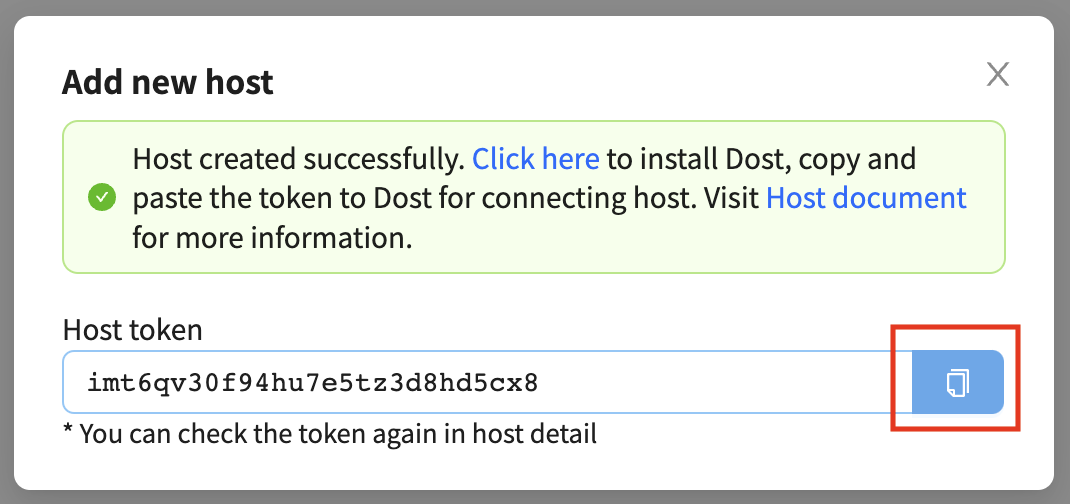 Add new host
Host created successfully. Click here to install Dost, copy and
paste the token to Dost for connecting host. Visit Host document
for more information.
Host token
imt6qv30f94hu7e5tz3d8hd5cx8
* You can check the token again in host detail